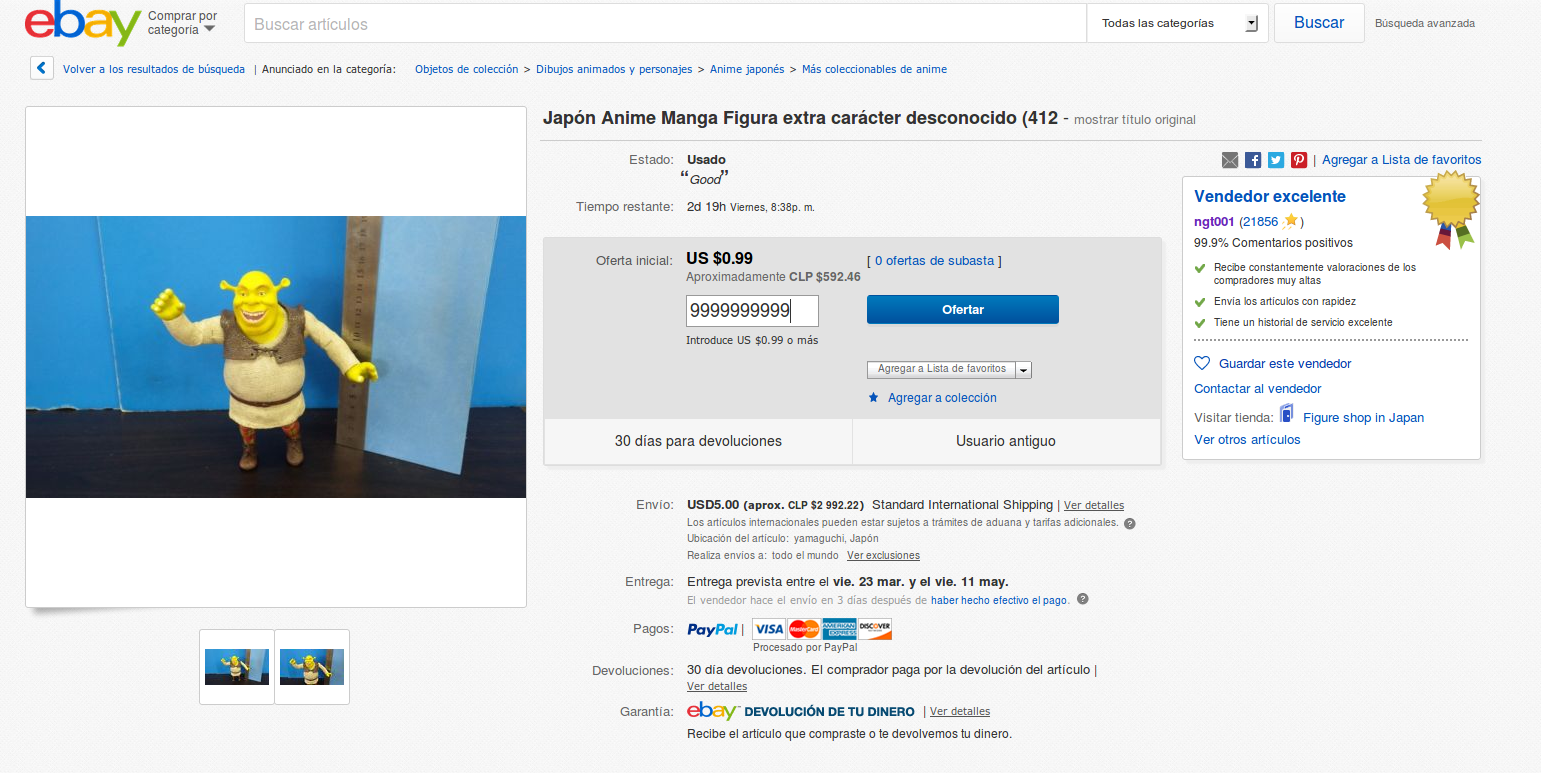 ebay
Comprar por
categoría
Buscar artículos
Todas las categorías
Buscar
Búsqueda avanzada
Volver a los resultados de búsqueda | Anunciado en la categoría: Objetos de colección > Dibujos animados y personajes > Anime japonés > Más coleccionables de anime
Japón Anime Manga Figura extra carácter desconocido (412 - mostrar título original
Estado: Usado
“Good”
Tiempo restante: 2d 19h Viernes, 8:38p. m.
Oferta inicial: US $0.99 [ 0 ofertas de subasta ]
Aproximadamente CLP $592.46
9999999999 Ofertar
Introduce US $0.99 o más
Agregar a Lista de favoritos
Agregar a colección
30 días para devoluciones Usuario antiguo
Envío: USD5.00 (aprox. CLP $2 992.22) Standard International Shipping | Ver detalles
Los artículos internacionales pueden estar sujetos a trámites de aduana y tarifas adicionales. ?
Ubicación del artículo: yamaguchi, Japón
Realiza envíos a: todo el mundo Ver exclusiones
Entrega: Entrega prevista entre el vie. 23 mar. y el vie. 11 may.
El vendedor hace el envío en 3 días después de haber hecho efectivo el pago. ?
Pagos: PayPal | VISA MasterCard AMERICAN EXPRESS DISCOVER
Procesado por PayPal
Devoluciones: 30 día devoluciones. El comprador paga por la devolución del artículo |
Ver detalles
Garantía: ebay DEVOLUCIÓN DE TU DINERO | Ver detalles
Recibe el artículo que compraste o te devolvemos tu dinero.
| Agregar a Lista de favoritos
Vendedor excelente
ngt001 (21856 )
99.9% Comentarios positivos
Recibe constantemente valoraciones de los
compradores muy altas
Envía los artículos con rapidez
Tiene un historial de servicio excelente
Guardar este vendedor
Contactar al vendedor
Visitar tienda: Figure shop in Japan
Ver otros artículos